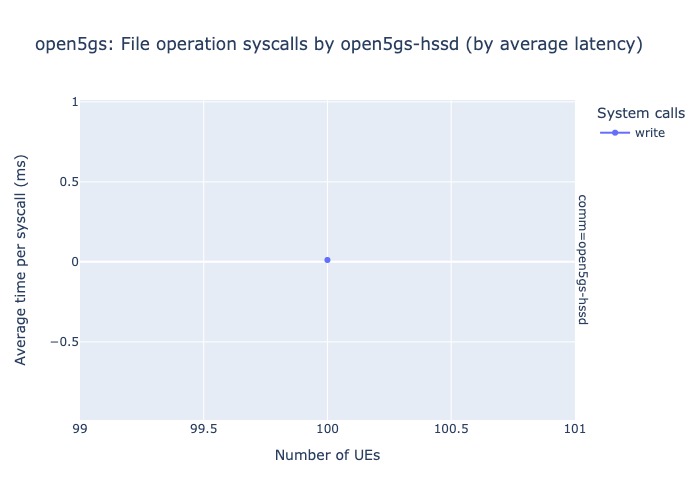 open5gs: File operation syscalls by open5gs-hssd (by average latency)
System calls
write
Average time per syscall (ms)
1
0.5
0
−0.5
comm=open5gs-hssd
99
99.5
100
100.5
101
Number of UEs